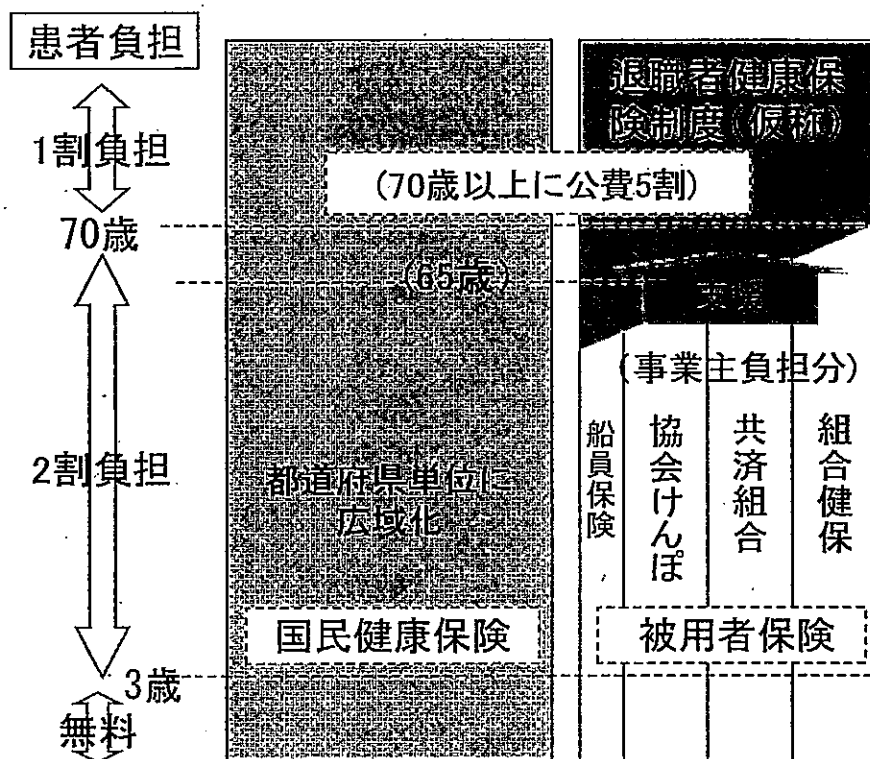 患者負担
1割負担
70歳
2割負担
3歳
無料
(70歳以上に公費5割)
(65歳)
都道府県単位に
広域化
国民健康保険
退職者健康保
険制度(仮称)
支援
(事業主負担分)
船員保険
協会けんぽ
共済組合
組合健保
被用者保険